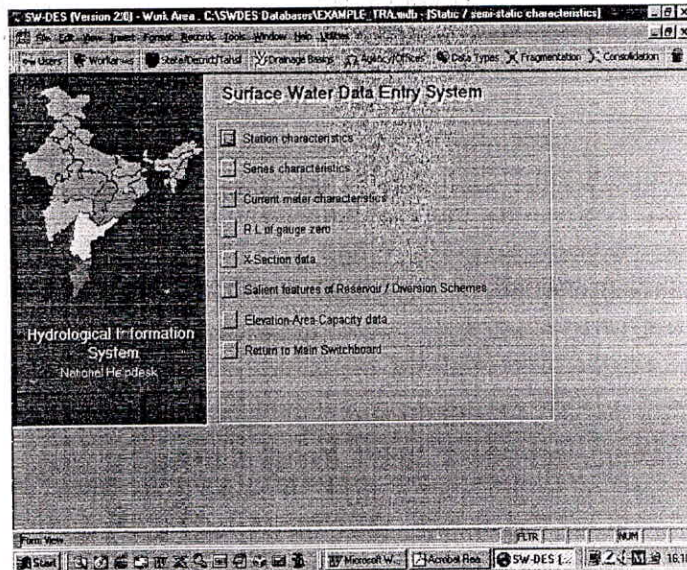 SW-DES (Version 2.0) - Work Area . C:\SWDES Databases\EXAMPLE_TRA.mdb - [Static / semi-static characteristics]
File Edit View Insert Format Records Tools Window Help Utilities
Users Workarea State/District/Tahsil Drainage Basins Agency/Offices Data Types Fragmentation Consolidation
Surface Water Data Entry System
Station characteristics
Series characteristics
Current meter characteristics
R.L of gauge zero
X-Section data
Salient features of Reservoir / Diversion Schemes
Elevation-Area-Capacity data
Return to Main Switchboard
Hydrological Information
System
National Helpdesk
Form View FLTR NUM
Start Microsoft W... Acrobat Rea... SW-DES [... 16:18